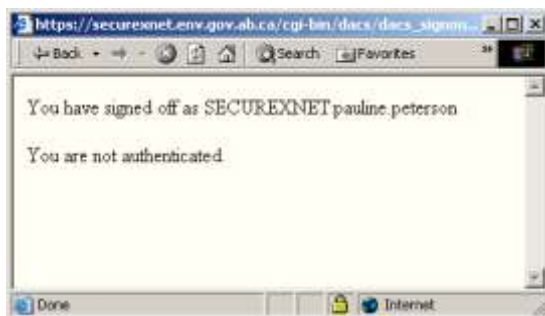 https://securexnet.env.gov.ab.ca/cgi-bin/dacs/dacs_signon...
Back Search Favorites »
You have signed off as SECUREXNET pauline.peterson
You are not authenticated
Done Internet